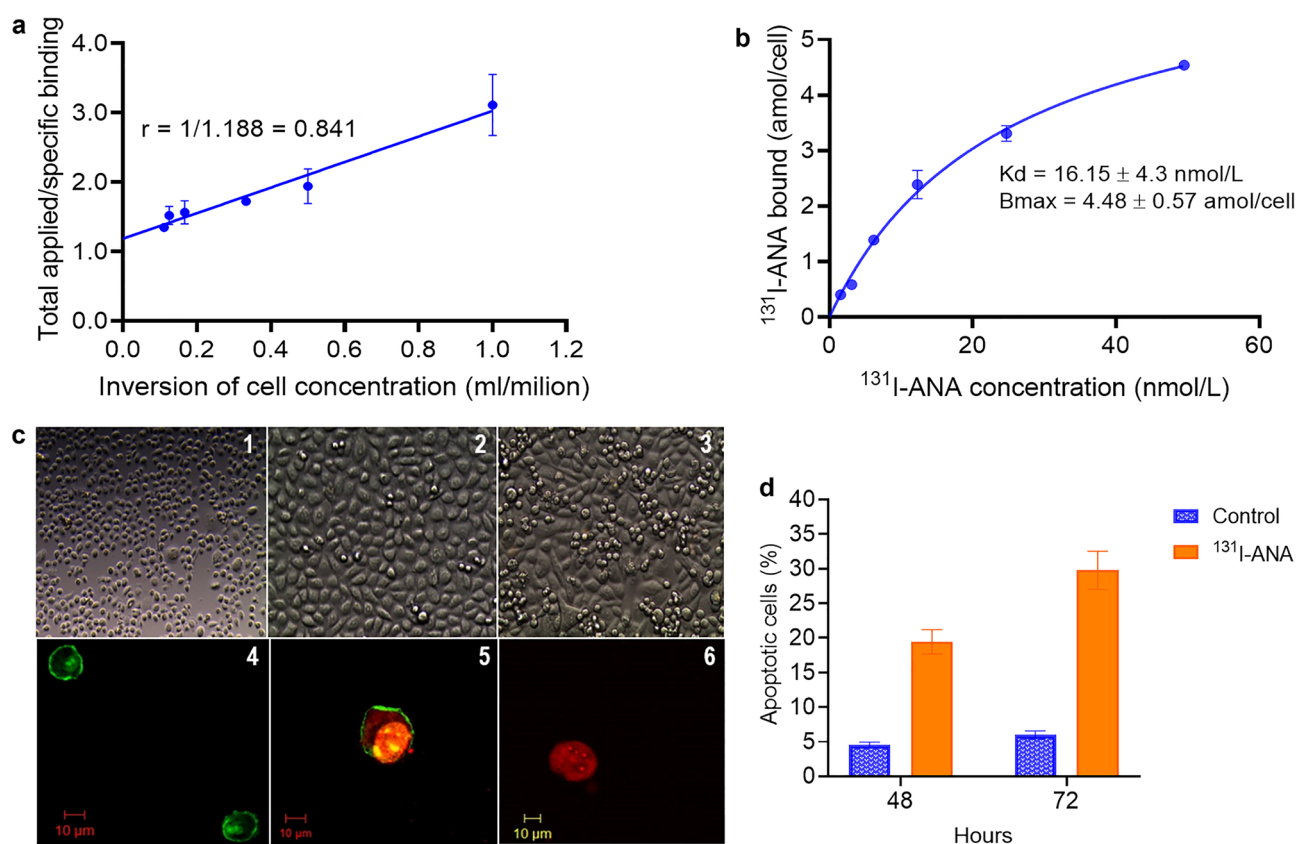 a
Total applied/specific binding
4.0
3.0
2.0
1.0
0.0
r = 1/1.188 = 0.841
0.0 0.2 0.4 0.6 0.8 1.0 1.2
Inversion of cell concentration (ml/milion)
b
¹³¹I-ANA bound (amol/cell)
5
4
3
2
1
0
Kd = 16.15 ± 4.3 nmol/L
Bmax = 4.48 ± 0.57 amol/cell
0 20 40 60
¹³¹I-ANA concentration (nmol/L)
c
1 2 3
4 5 6
10 µm 10 µm 10 µm
d
Apoptotic cells (%)
40
35
30
25
20
15
10
5
0
48 72
Hours
Control
¹³¹I-ANA